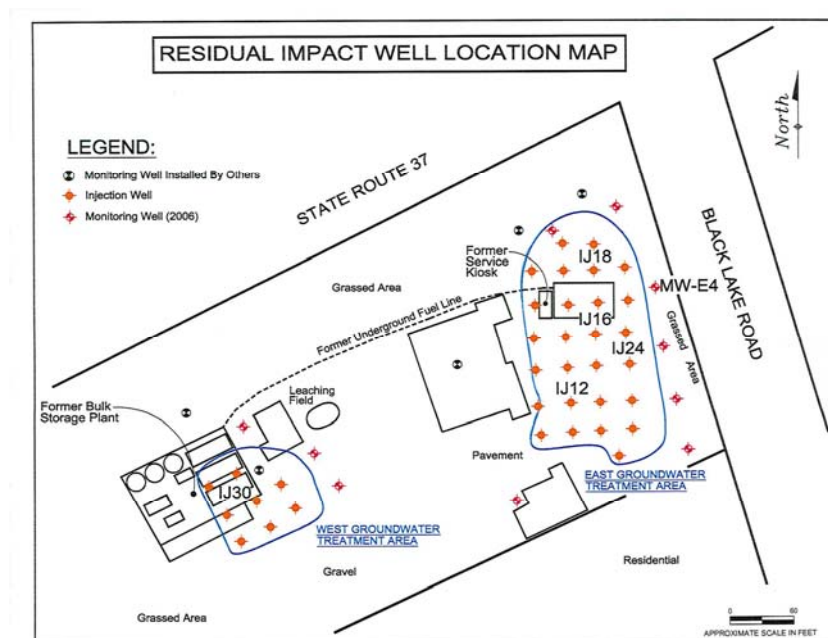 RESIDUAL IMPACT WELL LOCATION MAP
North
LEGEND:
Monitoring Well Installed By Others
Injection Well
Monitoring Well (2006)
STATE ROUTE 37
BLACK LAKE ROAD
Grassed Area
Former
Service
Kiosk
IJ18
MW-E4
IJ16
IJ24
IJ12
Grassed Area
Former Underground Fuel Line
Leaching
Field
Former Bulk
Storage Plant
Pavement
IJ30
EAST GROUNDWATER
TREATMENT AREA
WEST GROUNDWATER
TREATMENT AREA
Gravel
Residential
Grassed Area
0 60
APPROXIMATE SCALE IN FEET